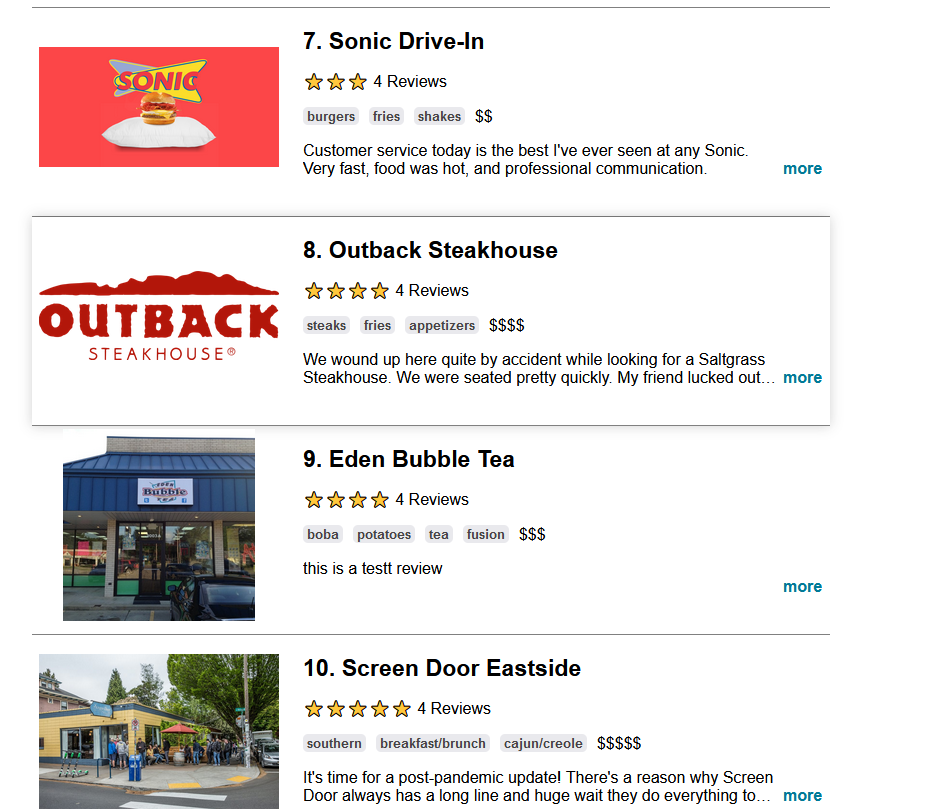 SONIC
7. Sonic Drive-In
4 Reviews
burgers fries shakes $$
Customer service today is the best I've ever seen at any Sonic.
Very fast, food was hot, and professional communication.
more
OUTBACK
STEAKHOUSE®
8. Outback Steakhouse
4 Reviews
steaks fries appetizers $$$$
We wound up here quite by accident while looking for a Saltgrass
Steakhouse. We were seated pretty quickly. My friend lucked out...
more
Bubble
9. Eden Bubble Tea
4 Reviews
boba potatoes tea fusion $$$
this is a testt review
more
10. Screen Door Eastside
4 Reviews
southern breakfast/brunch cajun/creole $$$$$
It's time for a post-pandemic update! There's a reason why Screen
Door always has a long line and huge wait they do everything to...
more